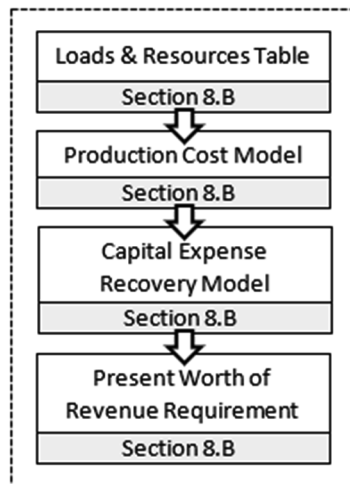 Loads & Resources Table
Section 8.B
Production Cost Model
Section 8.B
Capital Expense
Recovery Model
Section 8.B
Present Worth of
Revenue Requirement
Section 8.B